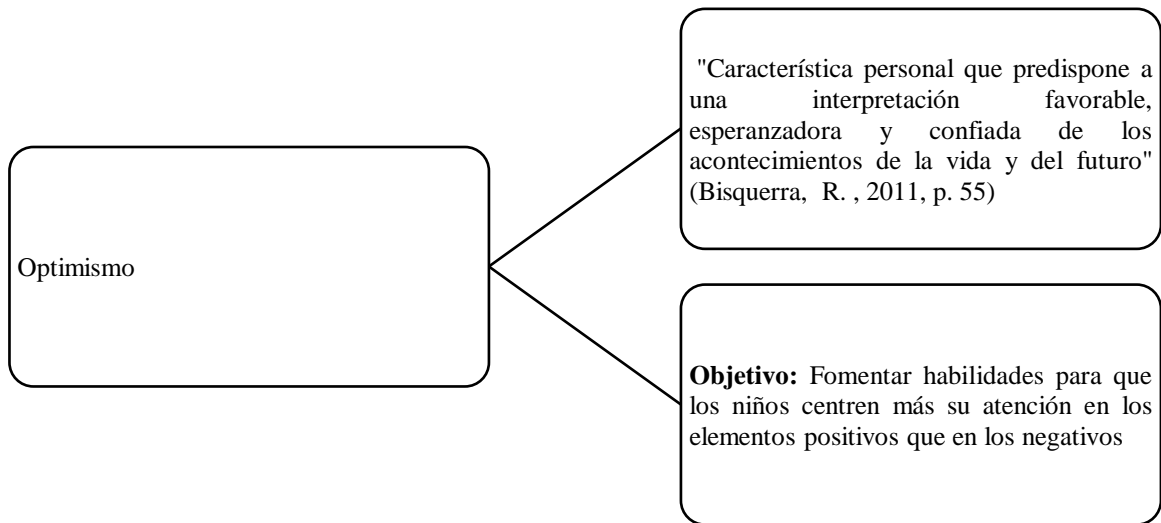 Optimismo
"Característica personal que predispone a
una interpretación favorable,
esperanzadora y confiada de los
acontecimientos de la vida y del futuro"
(Bisquerra, R. , 2011, p. 55)
Objetivo: Fomentar habilidades para que
los niños centren más su atención en los
elementos positivos que en los negativos